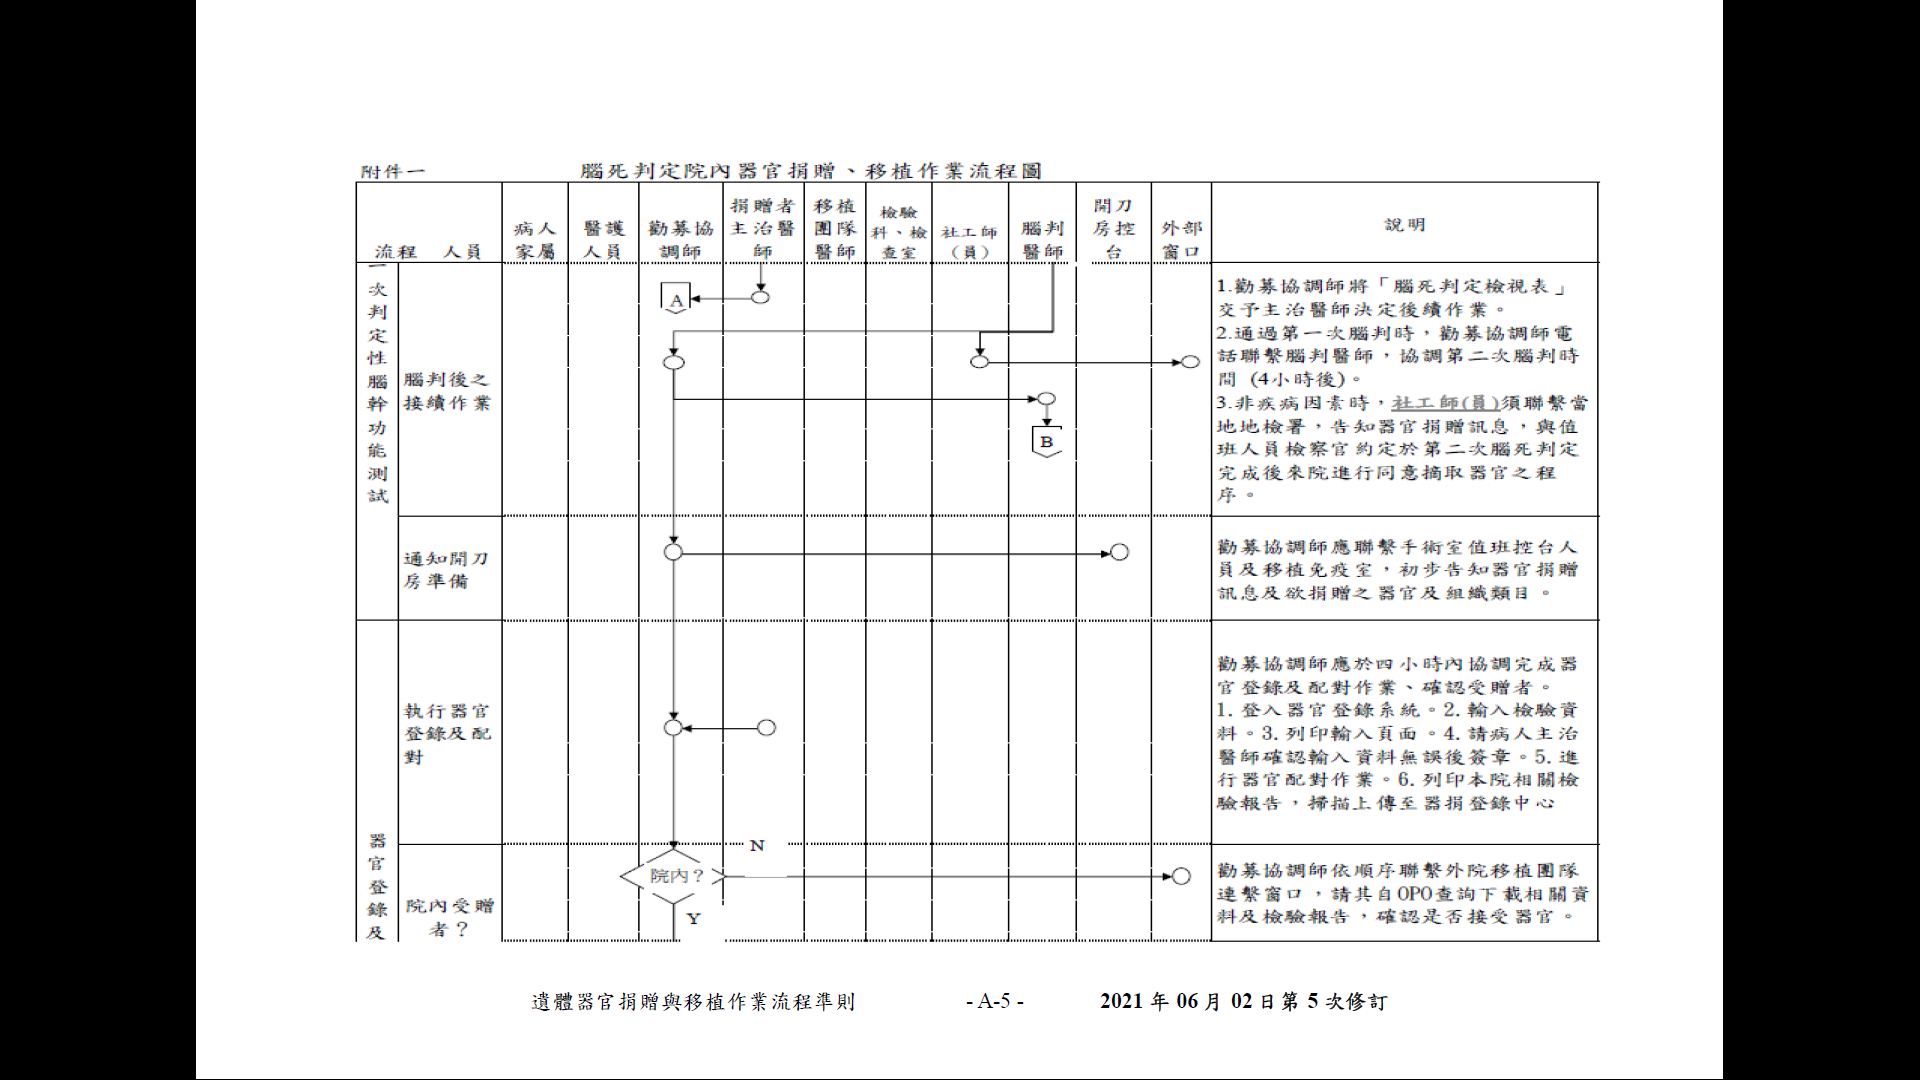 附件一
腦死判定院內器官捐贈、移植作業流程圖
流程 人員
病人
家屬
醫護
人員
勸募協
調師
捐贈者
主治醫
師
移植
團隊
醫師
檢驗
科、檢
查室
社工師
(員)
腦判
醫師
開刀
房控
台
外部
窗口
說明
一
次
判
定
性
腦
幹
功
能
測
試
腦判後之
接續作業
A
B
1.勸募協調師將「腦死判定檢視表」
交予主治醫師決定後續作業。
2.通過第一次腦判時,勸募協調師電
話聯繫腦判醫師,協調第二次腦判時
間 (4小時後)。
3.非疾病因素時,社工師(員)須聯繫當
地地檢署,告知器官捐贈訊息,與值
班人員檢察官約定於第二次腦死判定
完成後來院進行同意摘取器官之程
序。
通知開刀
房準備
勸募協調師應聯繫手術室值班控台人
員及移植免疫室,初步告知器官捐贈
訊息及欲捐贈之器官及組織類目。
器
官
登
錄
及
執行器官
登錄及配
對
勸募協調師應於四小時內協調完成器
官登錄及配對作業、確認受贈者。
1. 登入器官登錄系統。2. 輸入檢驗資
料。3. 列印輸入頁面。4. 請病人主治
醫師確認輸入資料無誤後簽章。5. 進
行器官配對作業。6. 列印本院相關檢
驗報告,掃描上傳至器捐登錄中心
院內受贈
者?
N
院內?
Y
勸募協調師依順序聯繫外院移植團隊
連繫窗口,請其自OPO查詢下載相關資
料及檢驗報告,確認是否接受器官。
遺體器官捐贈與移植作業流程準則
- A-5 -
2021 年 06 月 02 日第 5 次修訂